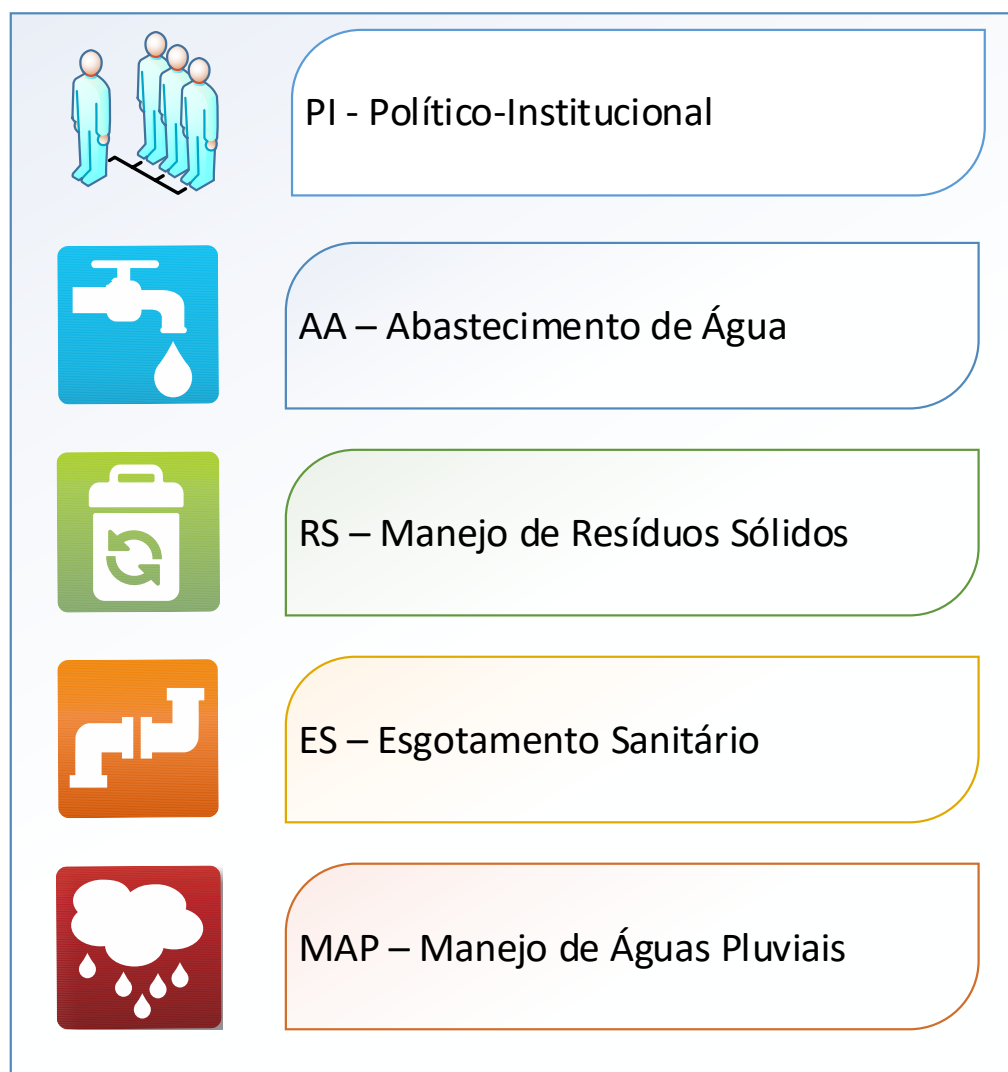 PI - Político-Institucional
AA – Abastecimento de Água
RS – Manejo de Resíduos Sólidos
ES – Esgotamento Sanitário
MAP – Manejo de Águas Pluviais